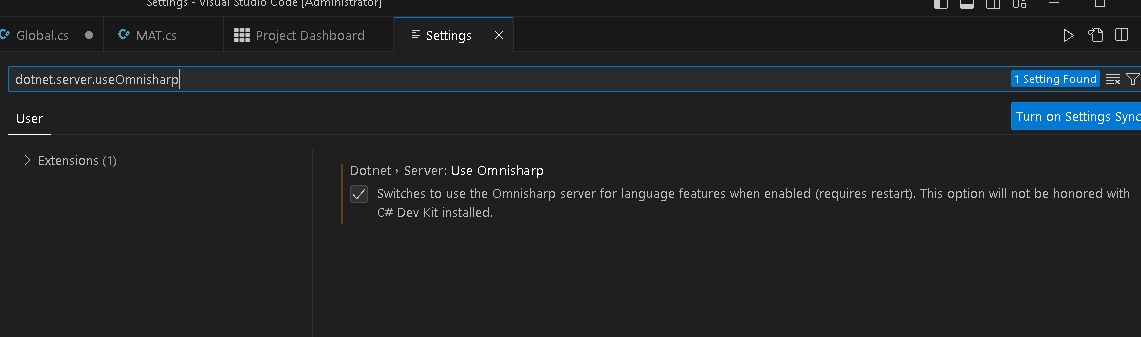 Settings - Visual Studio Code [Administrator]
C# Global.cs
C# MAT.cs
Project Dashboard
Settings
dotnet.server.useOmnisharp
1 Setting Found
User
Turn on Settings Sync
Extensions (1)
Dotnet › Server: Use Omnisharp
Switches to use the Omnisharp server for language features when enabled (requires restart). This option will not be honored with
C# Dev Kit installed.